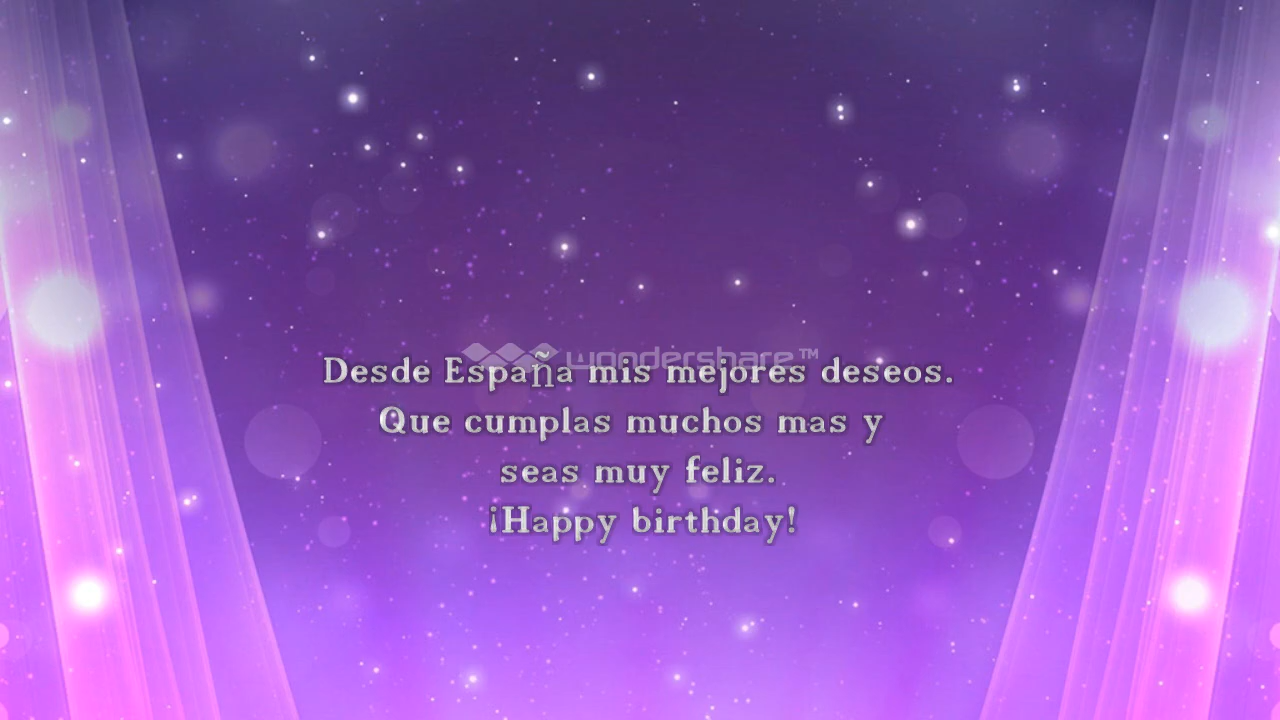 wondershare™
Desde España mis mejores deseos.
Que cumplas muchos mas y
seas muy feliz.
¡Happy birthday!